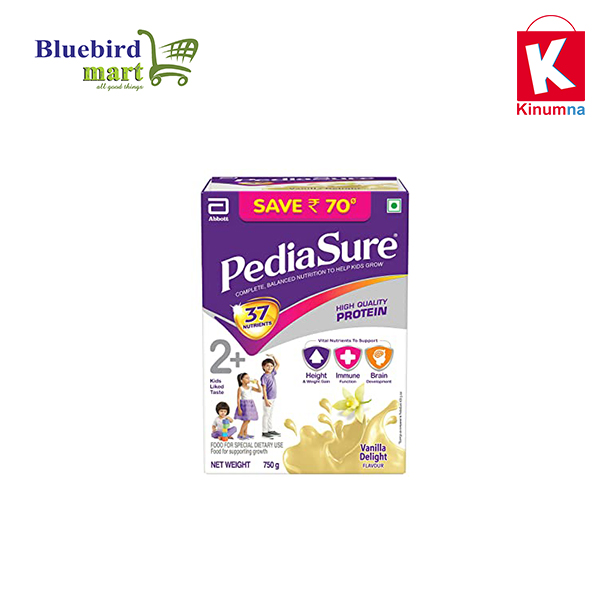 Bluebird
mart
all good things
K
Kinumna
SAVE ₹ 70ø
Abbott
PediaSure®
COMPLETE, BALANCED NUTRITION TO HELP KIDS GROW
37
NUTRIENTS
HIGH QUALITY
PROTEIN
2+
Kids
Liked
Taste
Vital Nutrients To Support
Height
& Weight Gain
Immune
Function
Brain
Development
FOOD FOR SPECIAL DIETARY USE
Food for supporting growth
NET WEIGHT 750 g
Vanilla
Delight
FLAVOUR